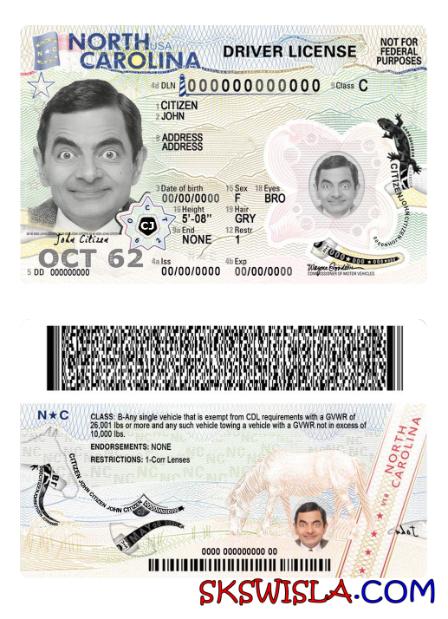 NORTH USA
CAROLINA
DRIVER LICENSE
NOT FOR
FEDERAL
PURPOSES
4d DLN 000000000000 9Class C
1 CITIZEN
2 JOHN
8 ADDRESS
ADDRESS
3 Date of birth 15 Sex 18 Eyes
00/00/0000 F BRO
16 Height 19 Hair
5'-08" GRY
9a End 12 Restr
NONE 1
4a Iss 4b Exp
00/00/0000 00/00/0000
John Citizen
CJ
OCT 62
5 DD 000000000
CITIZEN JOHN CITIZEN JOHN
COMMISSIONER OF MOTOR VEHICLES
N★C
CLASS: B-Any single vehicle that is exempt from CDL requirements with a GVWR of
26,001 lbs or more and any such vehicle towing a vehicle with a GVWR not in excess of
10,000 lbs.
ENDORSEMENTS: NONE
RESTRICTIONS: 1-Corr Lenses
NORTH
CAROLINA
USA
CITIZEN JOHN CITIZEN JOHN CITIZEN
0000 000000000 00
SKSWISLA.COM